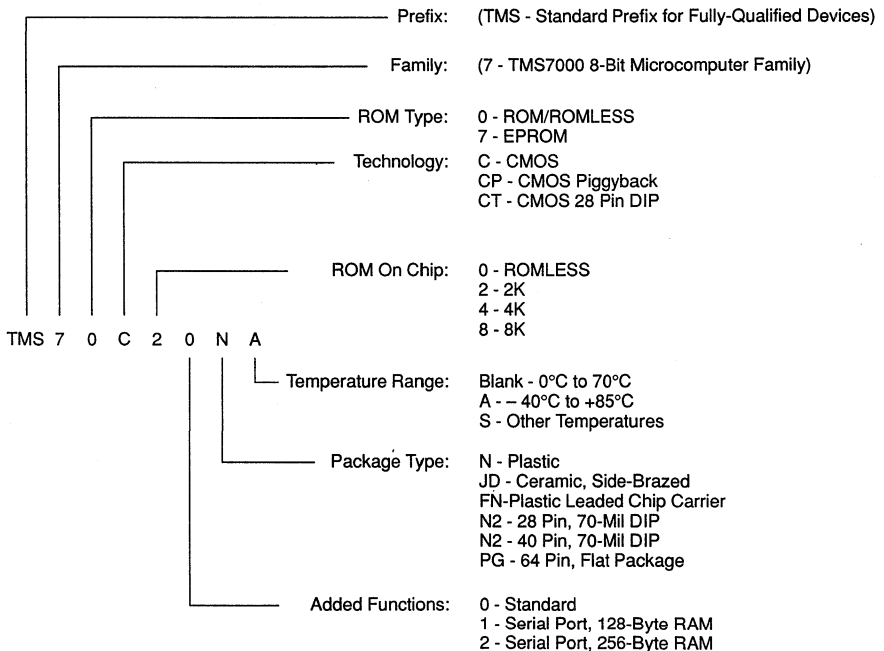 Prefix: (TMS - Standard Prefix for Fully-Qualified Devices)
Family: (7 - TMS7000 8-Bit Microcomputer Family)
ROM Type: 0 - ROM/ROMLESS
7 - EPROM
Technology: C - CMOS
CP - CMOS Piggyback
CT - CMOS 28 Pin DIP
ROM On Chip: 0 - ROMLESS
2 - 2K
4 - 4K
8 - 8K
TMS 7 0 C 2 0 N A
Temperature Range: Blank - 0°C to 70°C
A - – 40°C to +85°C
S - Other Temperatures
Package Type: N - Plastic
JD - Ceramic, Side-Brazed
FN-Plastic Leaded Chip Carrier
N2 - 28 Pin, 70-Mil DIP
N2 - 40 Pin, 70-Mil DIP
PG - 64 Pin, Flat Package
Added Functions: 0 - Standard
1 - Serial Port, 128-Byte RAM
2 - Serial Port, 256-Byte RAM